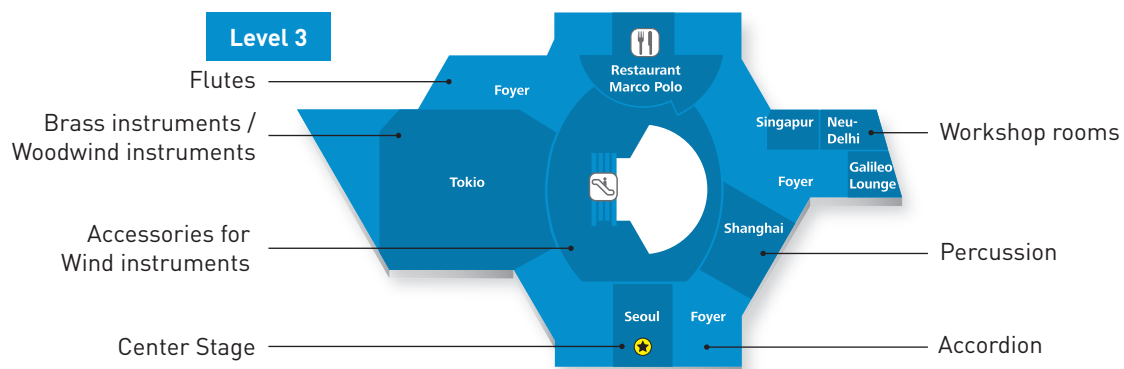 Level 3
Flutes
Brass instruments /
Woodwind instruments
Accessories for
Wind instruments
Center Stage
Restaurant
Marco Polo
Foyer
Tokio
Singapur
Neu-
Delhi
Galileo
Lounge
Foyer
Shanghai
Seoul
Foyer
Workshop rooms
Percussion
Accordion